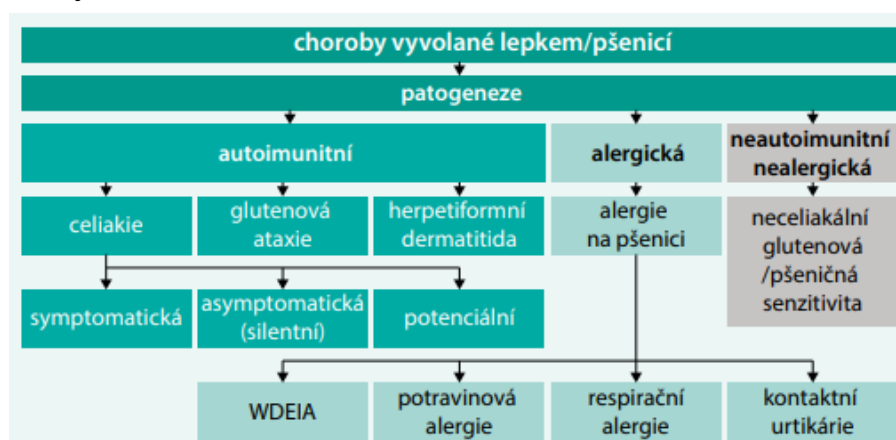 choroby vyvolané lepkem/pšenicí
patogeneze
autoimunitní
alergická
neautoimunitní
nealergická
celiakie
glutenová
ataxie
herpetiformní
dermatitida
alergie
na pšenici
neceliakální
glutenová
/pšeničná
senzitivita
symptomatická
asymptomatická
(silentní)
potenciální
WDEIA
potravinová
alergie
respirační
alergie
kontaktní
urtikárie